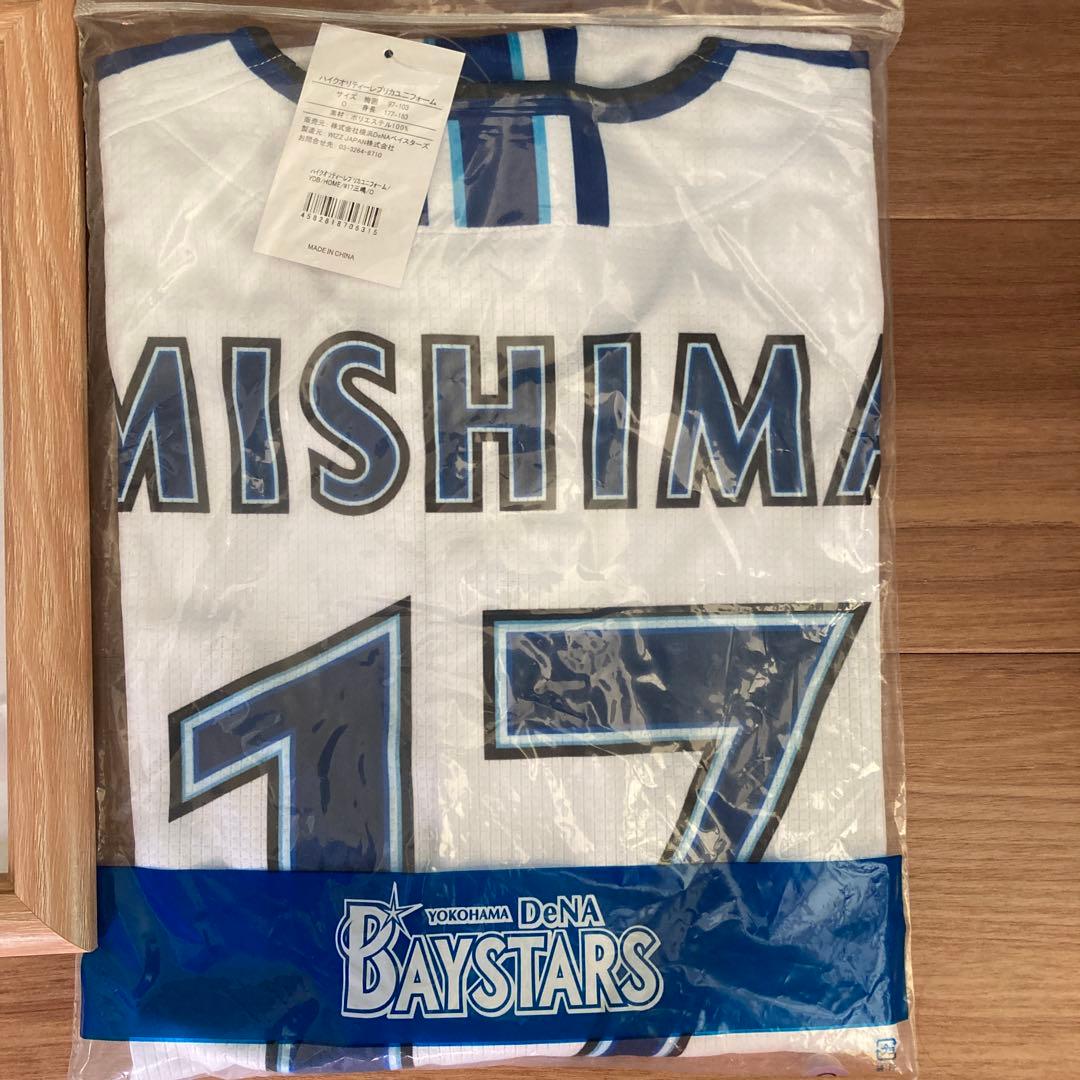 ハイクオリティーレプリカユニフォーム
サイズ 胸囲 97-103
O 身長 177-183
素材：ポリエステル100％
販売元：株式会社横浜DeNAベイスターズ
製造元：WIZZ JAPAN株式会社
お問合せ先：03-3264-8710
ハイクオリティーレプリカユニフォーム/
YDB/HOME/#17三嶋/O
4582818706315
MADE IN CHINA
MISHIMA
17
YOKOHAMA DeNA
BAYSTARS